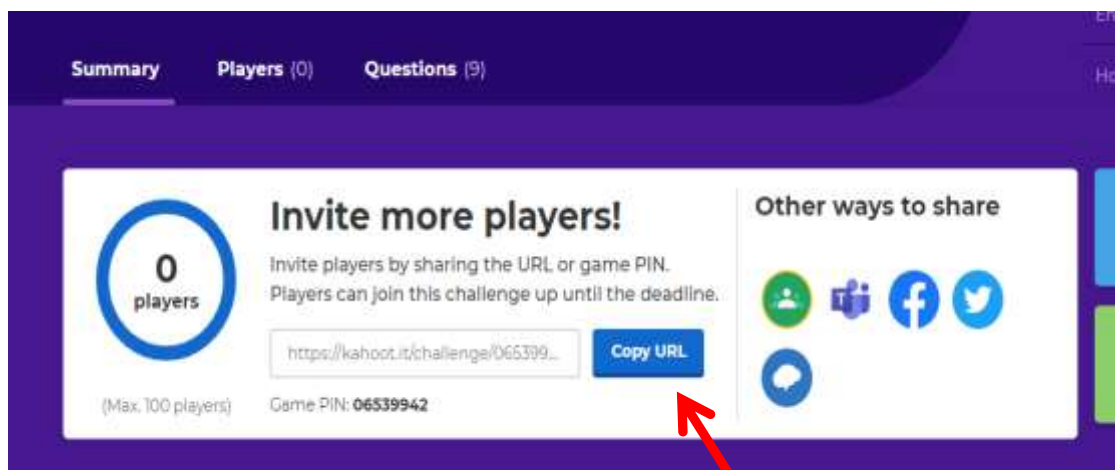 Summary Players (0) Questions (9)
Invite more players!
Invite players by sharing the URL or game PIN.
Players can join this challenge up until the deadline.
0
players
https://kahoot.it/challenge/065399... Copy URL
(Max. 100 players) Game PIN: 06539942
Other ways to share